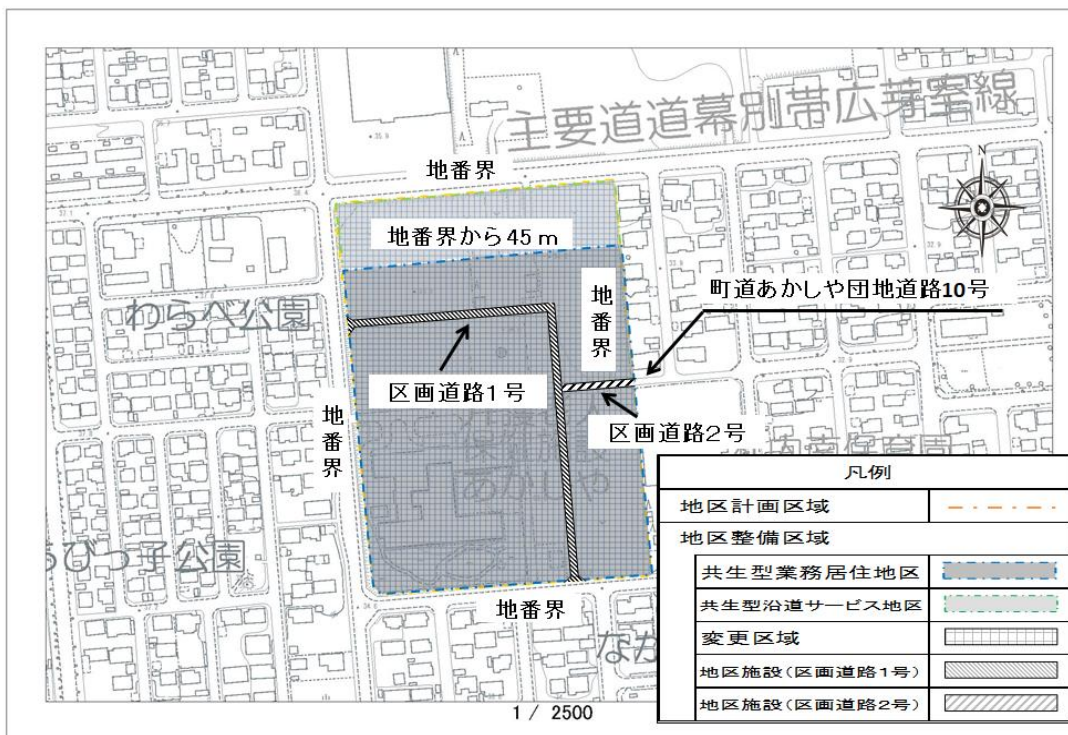 主要道道幕別帯広芽室線
地番界
N
地番界から45m
わらべ公園
地番界
町道あかしや団地道路10号
区画道路1号
地番界
区画道路2号
あかしや
びっ子公園
地番界
1 / 2500
凡例
地区計画区域
地区整備区域
共生型業務居住地区
共生型沿道サービス地区
変更区域
地区施設(区画道路1号)
地区施設(区画道路2号)